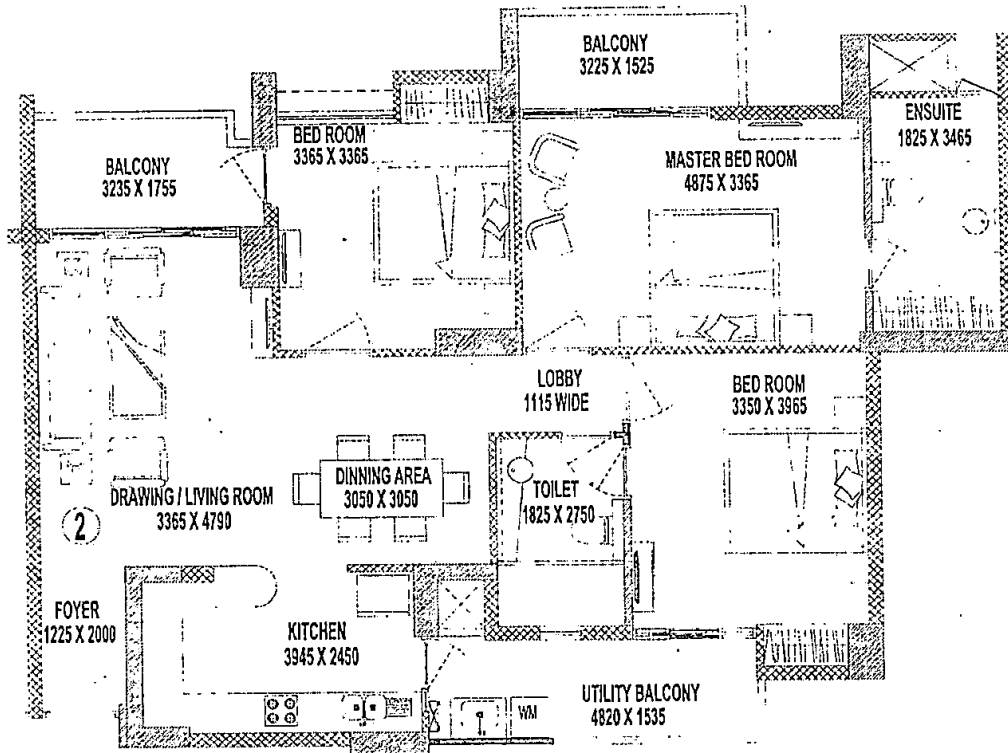 BALCONY
3225 X 1525
BED ROOM
3365 X 3365
ENSUITE
1825 X 3465
BALCONY
3235 X 1755
MASTER BED ROOM
4875 X 3365
LOBBY
1115 WIDE
BED ROOM
3350 X 3965
DRAWING / LIVING ROOM
3365 X 4790
DINNING AREA
3050 X 3050
TOILET
1825 X 2750
2
FOYER
1225 X 2000
KITCHEN
3945 X 2450
UTILITY BALCONY
4820 X 1535
WM